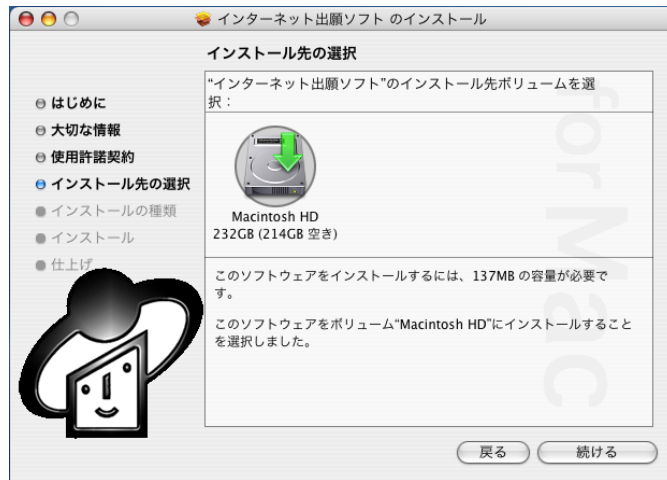 インターネット出願ソフト のインストール
インストール先の選択
はじめに
大切な情報
使用許諾契約
インストール先の選択
インストールの種類
インストール
仕上げ
“インターネット出願ソフト”のインストール先ボリュームを選
択：
Macintosh HD
232GB (214GB 空き)
このソフトウェアをインストールするには、137MB の容量が必要で
す。
このソフトウェアをボリューム“Macintosh HD”にインストールすること
を選択しました。
for Mac
戻る
続ける